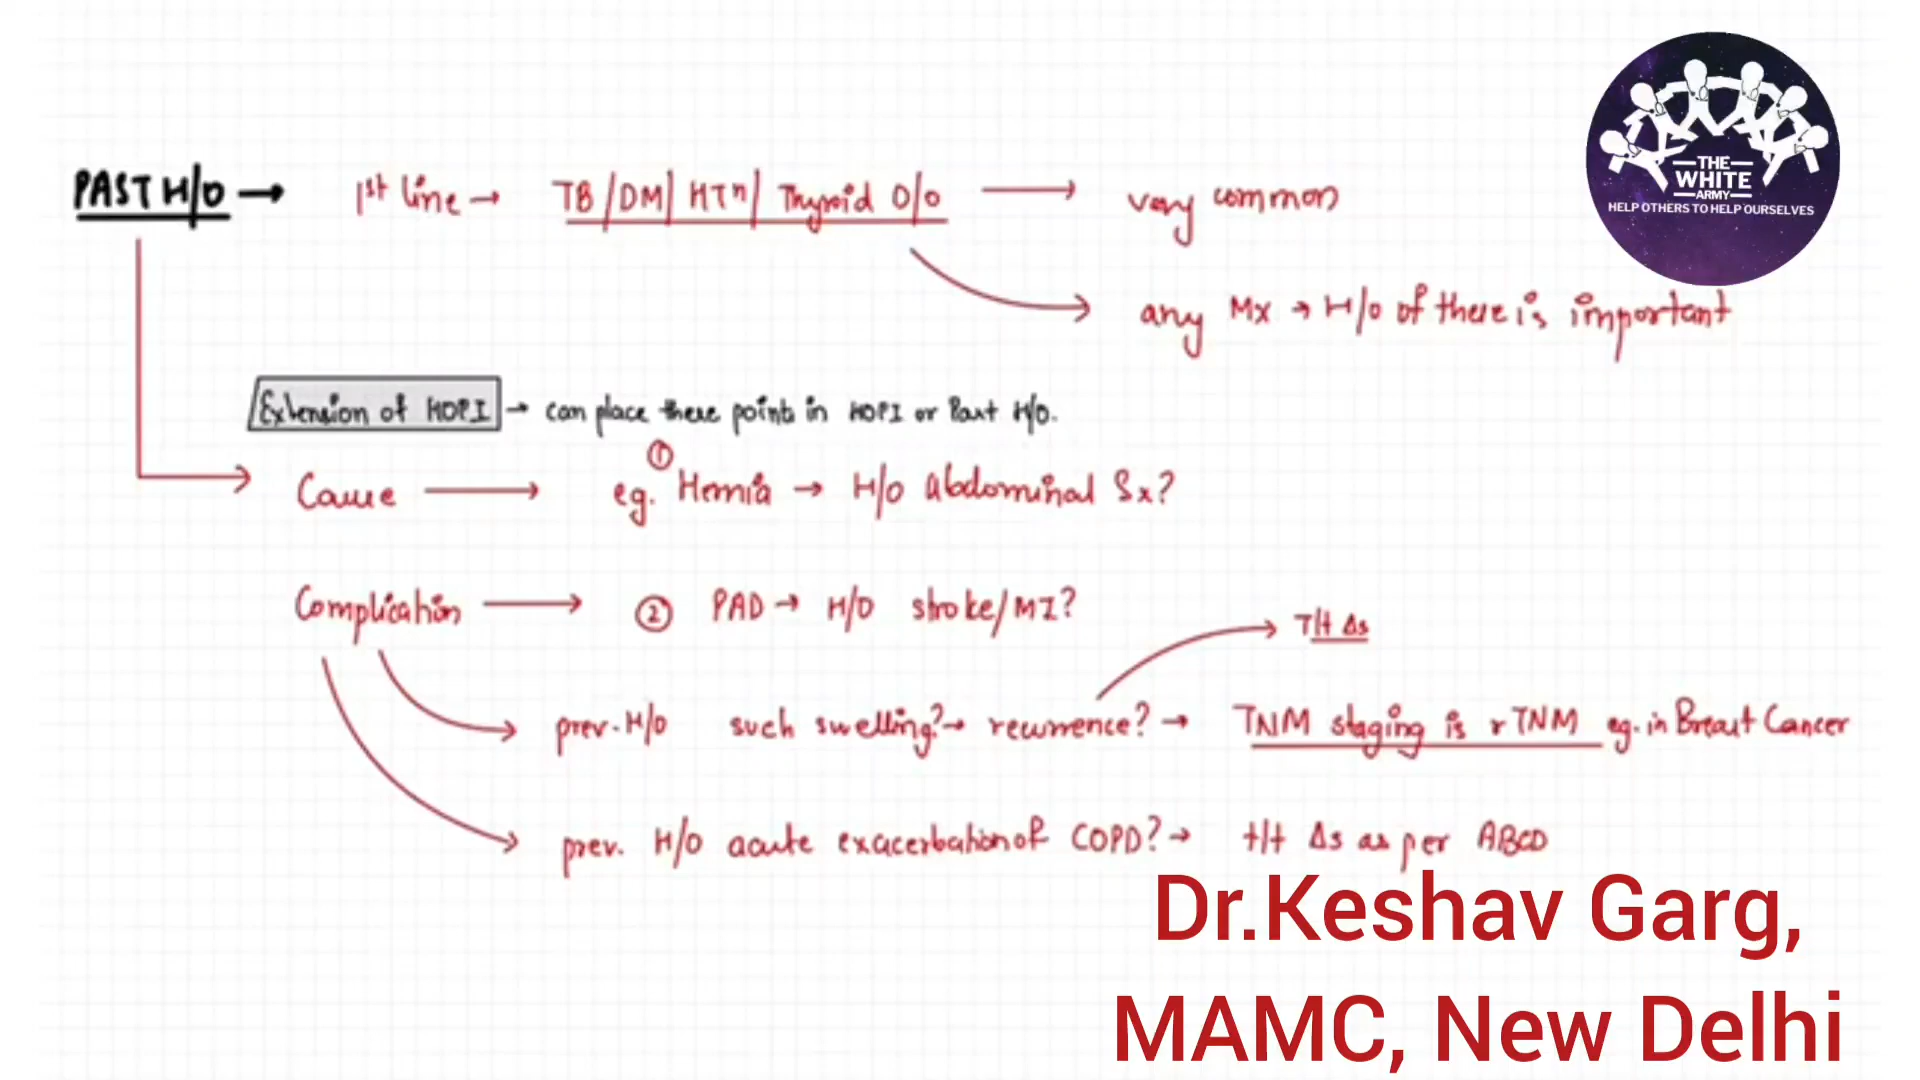 PAST H/O → 1st line → TB/DM/HTn/Thyroid D/o → very common
any Mx → H/o of these is important
Extension of HOPI → can place these points in HOPI or Past H/O.
Cause → eg. ① Hernia → H/O Abdominal Sx?
Complication → ② PAD → H/O stroke/MI?
T/t Δs
prev. H/o such swelling? → recurrence? → TNM staging is rTNM eg. in Breast Cancer
prev. H/O acute exacerbation of COPD? → t/t Δs as per ABCD
THE
WHITE
ARMY
HELP OTHERS TO HELP OURSELVES
Dr.Keshav Garg,
MAMC, New Delhi